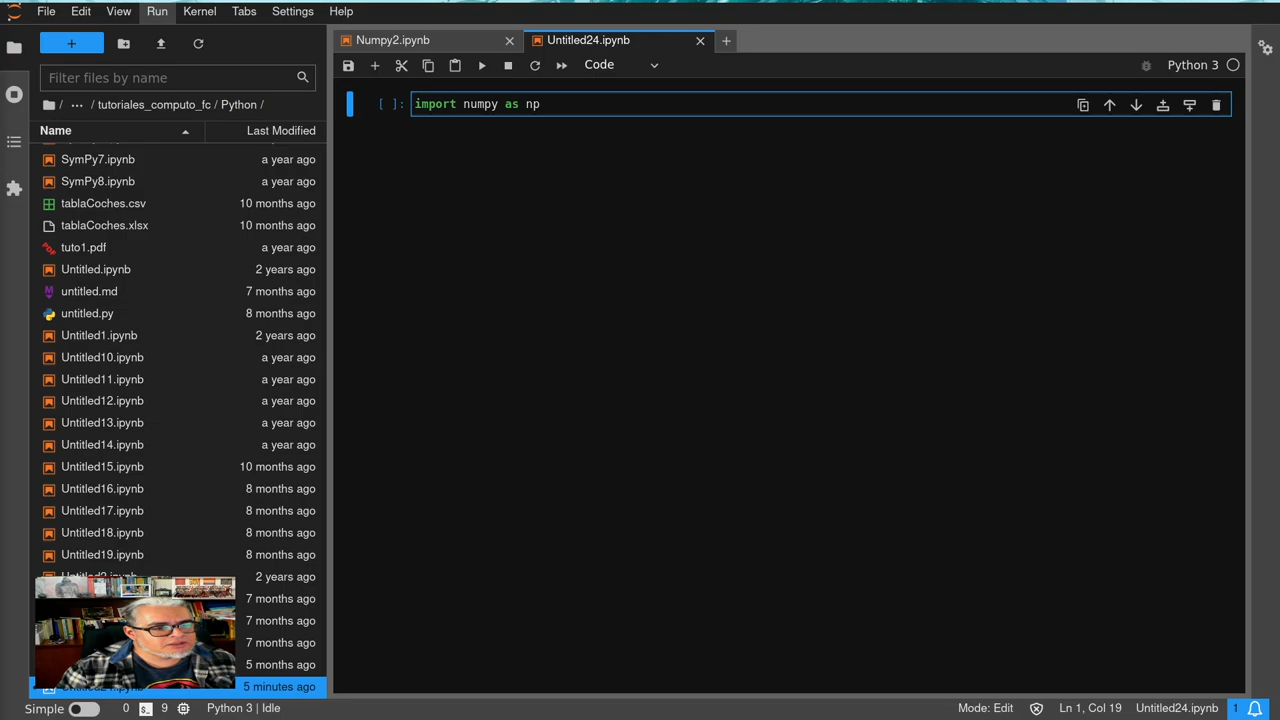 File Edit View Run Kernel Tabs Settings Help
Numpy2.ipynb
Untitled24.ipynb
Code
Python 3
Filter files by name
/ ... / tutoriales_computo_fc / Python /
Name Last Modified
SymPy7.ipynb a year ago
SymPy8.ipynb a year ago
tablaCoches.csv 10 months ago
tablaCoches.xlsx 10 months ago
tuto1.pdf a year ago
Untitled.ipynb 2 years ago
untitled.md 7 months ago
untitled.py 8 months ago
Untitled1.ipynb 2 years ago
Untitled10.ipynb a year ago
Untitled11.ipynb a year ago
Untitled12.ipynb a year ago
Untitled13.ipynb a year ago
Untitled14.ipynb a year ago
Untitled15.ipynb 10 months ago
Untitled16.ipynb 8 months ago
Untitled17.ipynb 8 months ago
Untitled18.ipynb 8 months ago
Untitled19.ipynb 8 months ago
2 years ago
7 months ago
7 months ago
7 months ago
5 months ago
5 minutes ago
[ ]: import numpy as np
Simple 0 $_ 9 Python 3 | Idle
Mode: Edit Ln 1, Col 19 Untitled24.ipynb 1